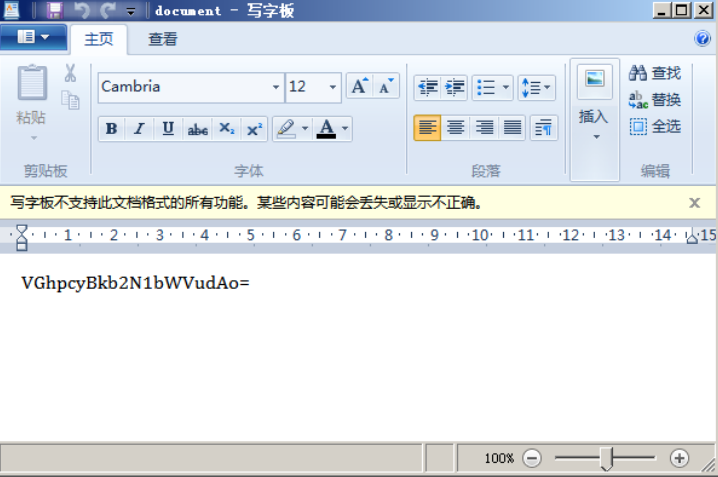 document - 写字板
主页 查看
粘贴
剪贴板
Cambria 12 A A
B I U abc X₂ X² A
字体
段落
插入
查找
替换
全选
编辑
写字板不支持此文档格式的所有功能。某些内容可能会丢失或显示不正确。 x
1 2 3 4 5 6 7 8 9 10 11 12 13 14 15
VGhpcyBkb2N1bWVudAo=
100%